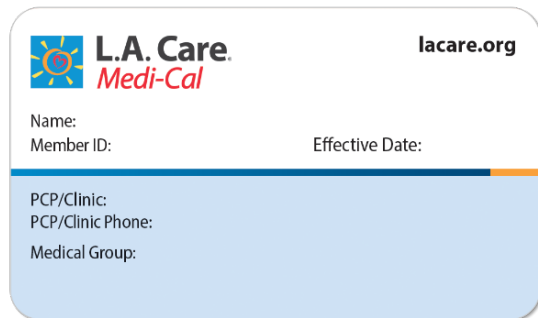 L.A. Care®
Medi-Cal
lacare.org
Name:
Member ID:
Effective Date:
PCP/Clinic:
PCP/Clinic Phone:
Medical Group: